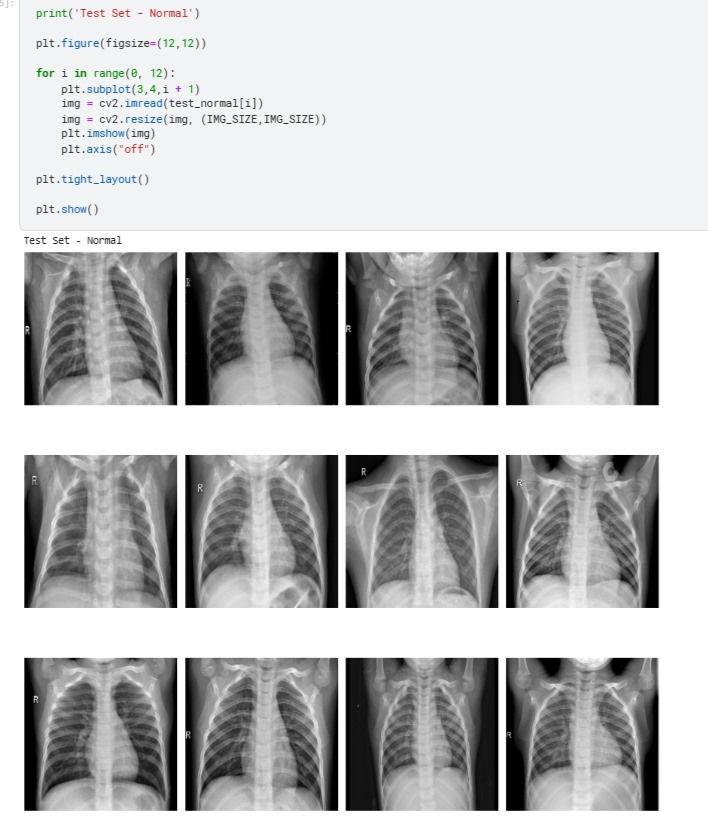 5]:
print('Test Set - Normal')
plt.figure(figsize=(12,12))
for i in range(0, 12):
    plt.subplot(3,4,i + 1)
    img = cv2.imread(test_normal[i])
    img = cv2.resize(img, (IMG_SIZE,IMG_SIZE))
    plt.imshow(img)
    plt.axis("off")
plt.tight_layout()
plt.show()
Test Set - Normal
R
R
R
R
R
R
R
R
R
R